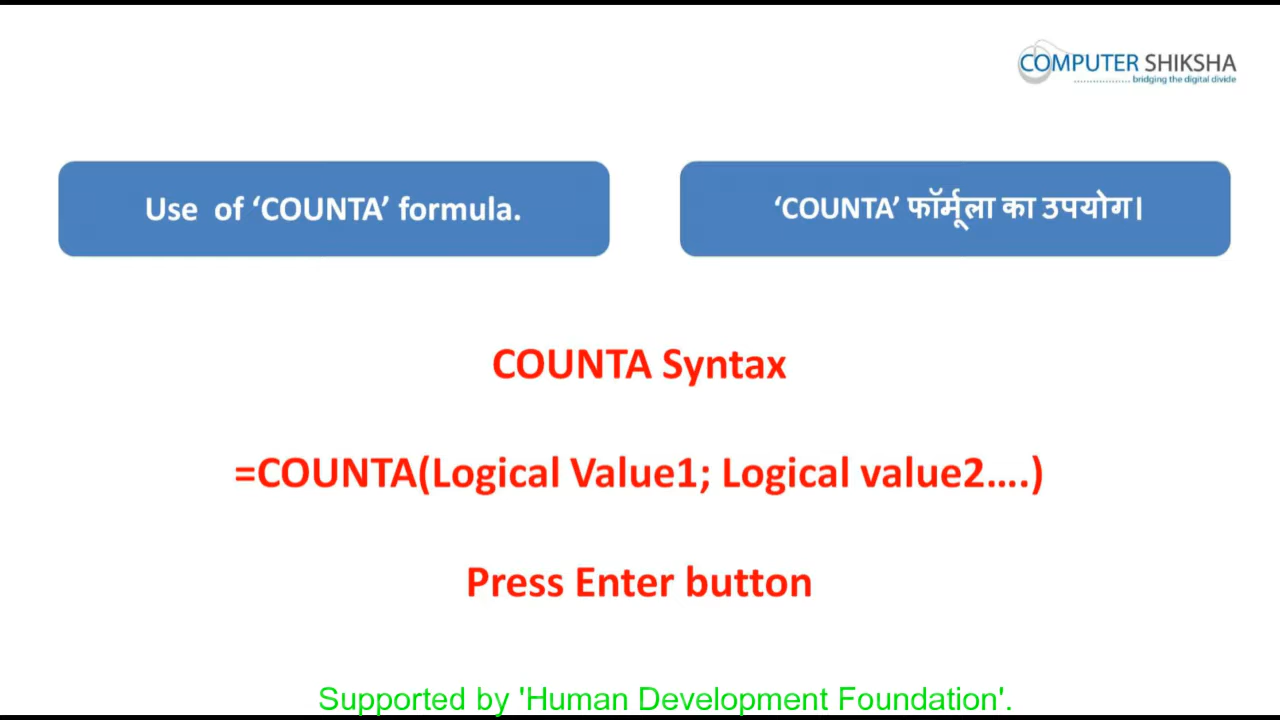 COMPUTER SHIKSHA
bridging the digital divide
Use of ‘COUNTA’ formula.
‘COUNTA’ फॉर्मूला का उपयोग।
COUNTA Syntax
=COUNTA(Logical Value1; Logical value2....)
Press Enter button
Supported by 'Human Development Foundation'.